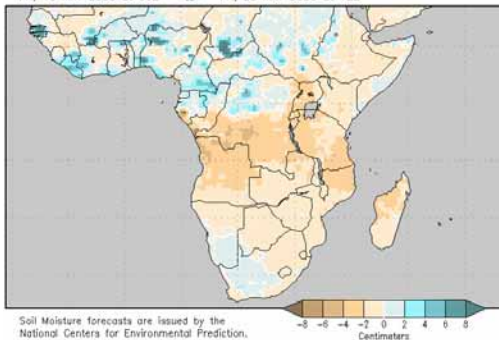 Soil Moisture forecasts are issued by the
National Centers for Environmental Prediction.
-8 -6 -4 -2 0 2 4 6 8
Centimeters